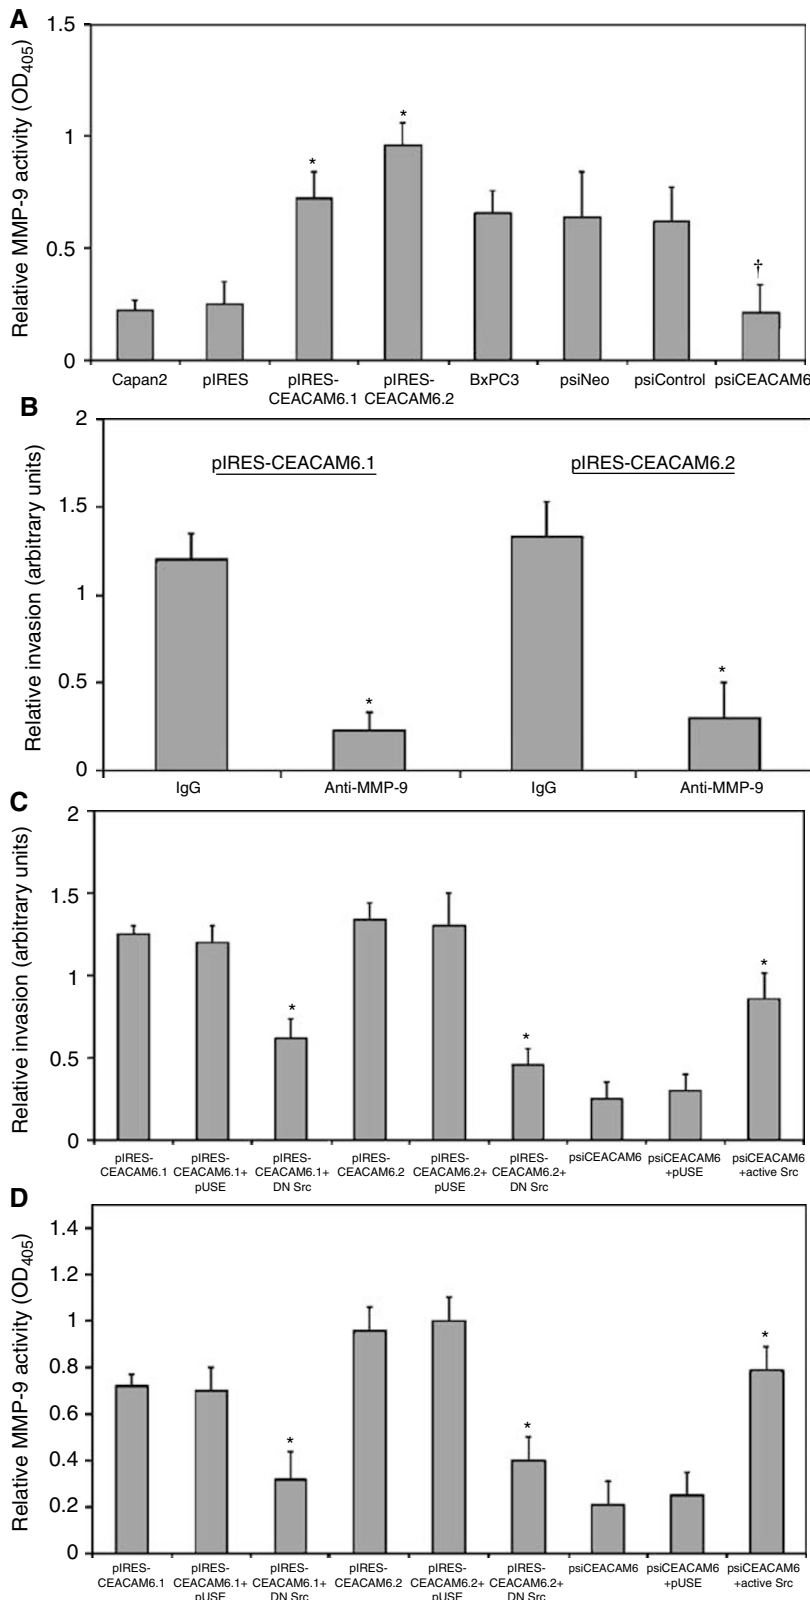 A
Relative MMP-9 activity (OD405)
1.5
1
0.5
0
*
*
†
Capan2 pIRES pIRES- pIRES- BxPC3 psiNeo psiControl psiCEACAM6
CEACAM6.1 CEACAM6.2
B
Relative invasion (arbitrary units)
2
1.5
1
0.5
0
pIRES-CEACAM6.1 pIRES-CEACAM6.2
*
*
IgG Anti-MMP-9 IgG Anti-MMP-9
C
Relative invasion (arbitrary units)
2
1.5
1
0.5
0
*
*
*
pIRES- pIRES- pIRES- pIRES- pIRES- pIRES- psiCEACAM6 psiCEACAM6 psiCEACAM6
CEACAM6.1 CEACAM6.1+ CEACAM6.1+ CEACAM6.2 CEACAM6.2+ CEACAM6.2+ +pUSE +active Src
pUSE DN Src pUSE DN Src
D
Relative MMP-9 activity (OD405)
1.4
1.2
1
0.8
0.6
0.4
0.2
0
*
*
*
pIRES- pIRES- pIRES- pIRES- pIRES- pIRES- psiCEACAM6 psiCEACAM6 psiCEACAM6
CEACAM6.1 CEACAM6.1+ CEACAM6.1+ CEACAM6.2 CEACAM6.2+ CEACAM6.2+ +pUSE +active Src
pUSE DN Src pUSE DN Src